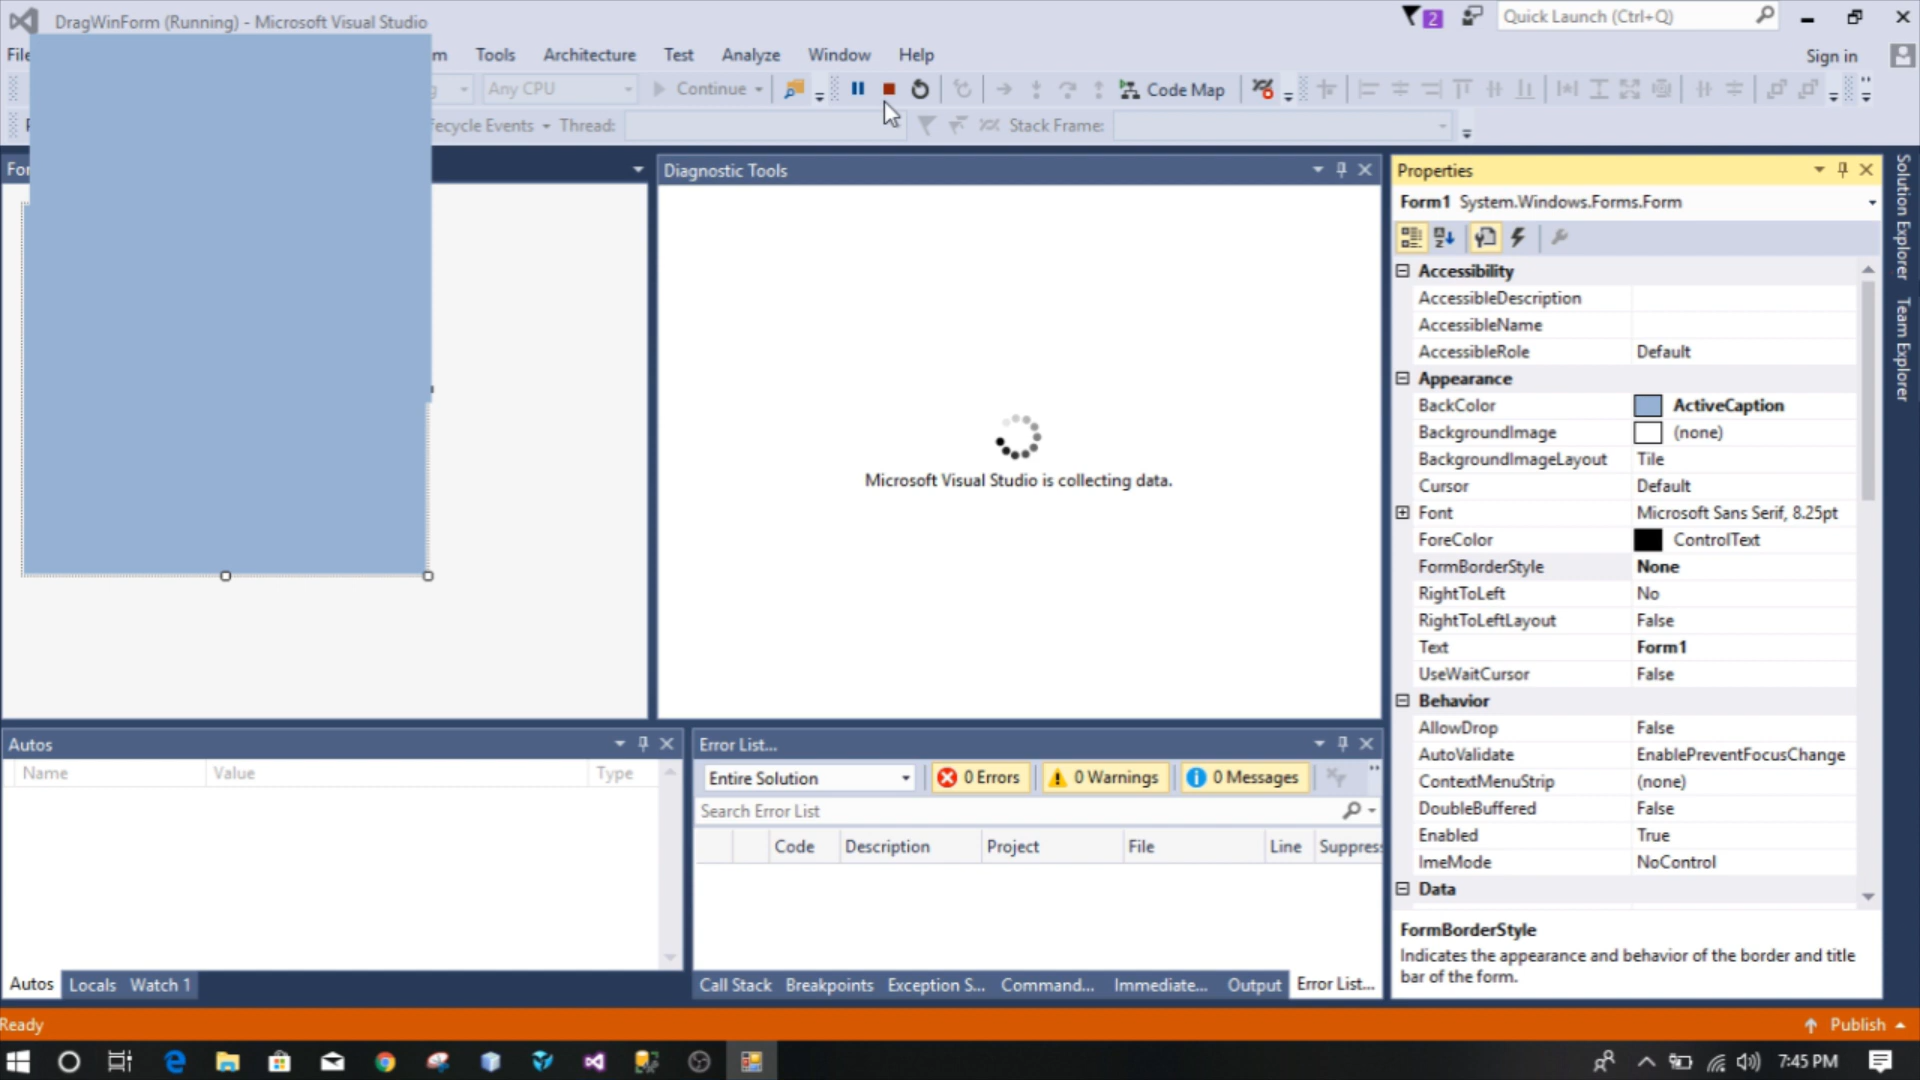 DragWinForm (Running) - Microsoft Visual Studio
2
Quick Launch (Ctrl+Q)
Tools Architecture Test Analyze Window Help
Sign in
Any CPU
Continue
Code Map
Thread:
Stack Frame:
Diagnostic Tools
Microsoft Visual Studio is collecting data.
Properties
Form1 System.Windows.Forms.Form
Accessibility
AccessibleDescription
AccessibleName
AccessibleRole Default
Appearance
BackColor ActiveCaption
BackgroundImage (none)
BackgroundImageLayout Tile
Cursor Default
Font Microsoft Sans Serif, 8.25pt
ForeColor ControlText
FormBorderStyle None
RightToLeft No
RightToLeftLayout False
Text Form1
UseWaitCursor False
Behavior
AllowDrop False
AutoValidate EnablePreventFocusChange
ContextMenuStrip (none)
DoubleBuffered False
Enabled True
ImeMode NoControl
Data
FormBorderStyle
Indicates the appearance and behavior of the border and title
bar of the form.
Solution Explorer
Team Explorer
Autos
Name Value Type
Autos Locals Watch 1
Error List...
Entire Solution 0 Errors 0 Warnings 0 Messages
Search Error List
Code Description Project File Line Suppress
Call Stack Breakpoints Exception S... Command... Immediate... Output Error List...
Ready
Publish
7:45 PM